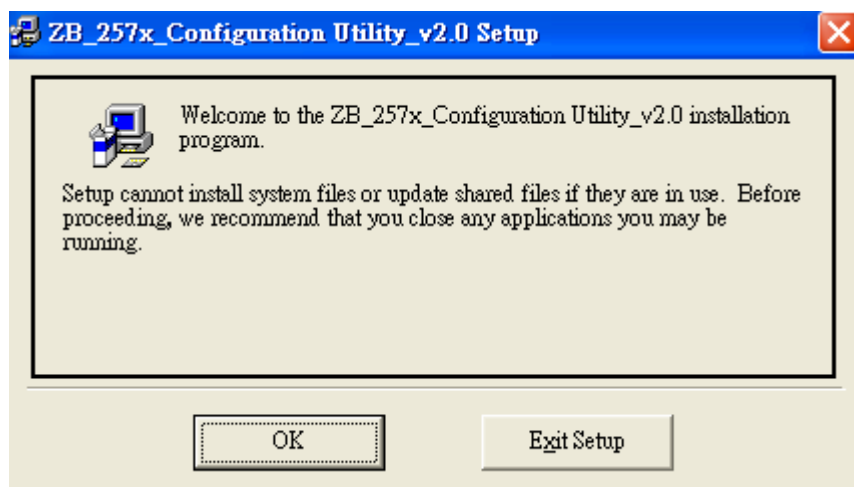 ZB_257x_Configuration Utility_v2.0 Setup
Welcome to the ZB_257x_Configuration Utility_v2.0 installation
program.
Setup cannot install system files or update shared files if they are in use. Before
proceeding, we recommend that you close any applications you may be
running.
OK
Exit Setup